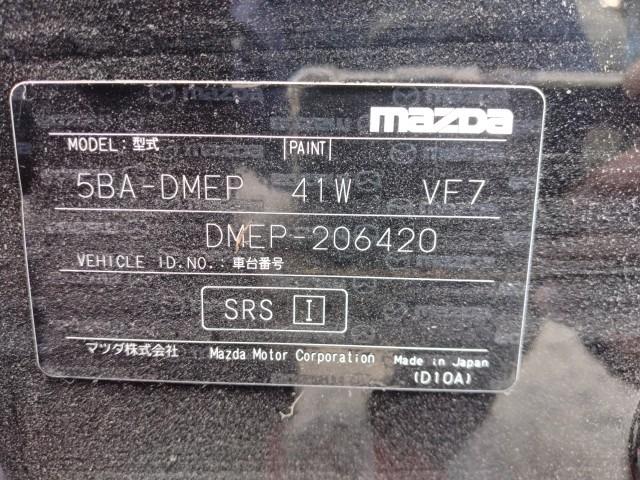 mazda
MODEL:型式 PAINT
5BA-DMEP 41W VF7
DMEP-206420
VEHICLE ID.NO.:車台番号
SRS I
マツダ株式会社 Mazda Motor Corporation Made in Japan
(D10A)